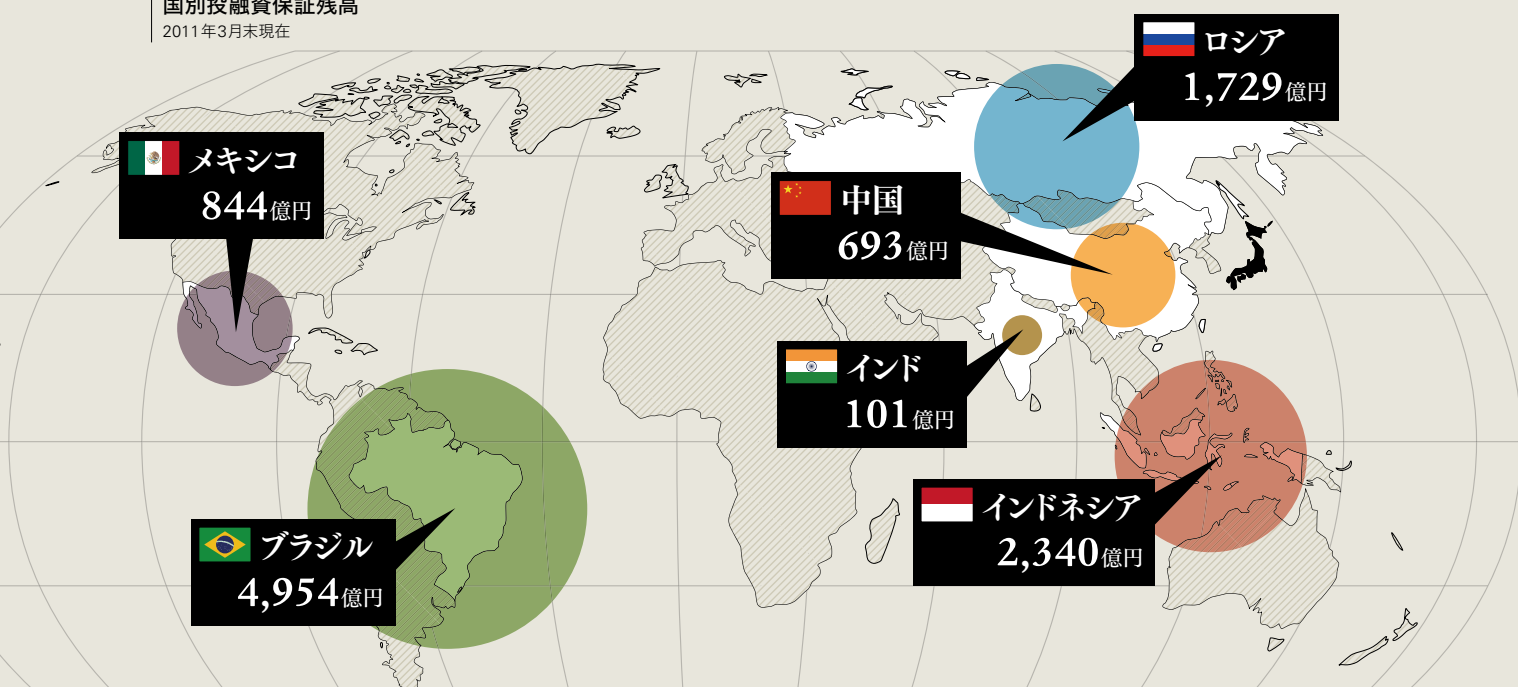 国別投融資保証残高
2011年3月末現在
ロシア
1,729億円
メキシコ
844億円
中国
693億円
インド
101億円
インドネシア
2,340億円
ブラジル
4,954億円